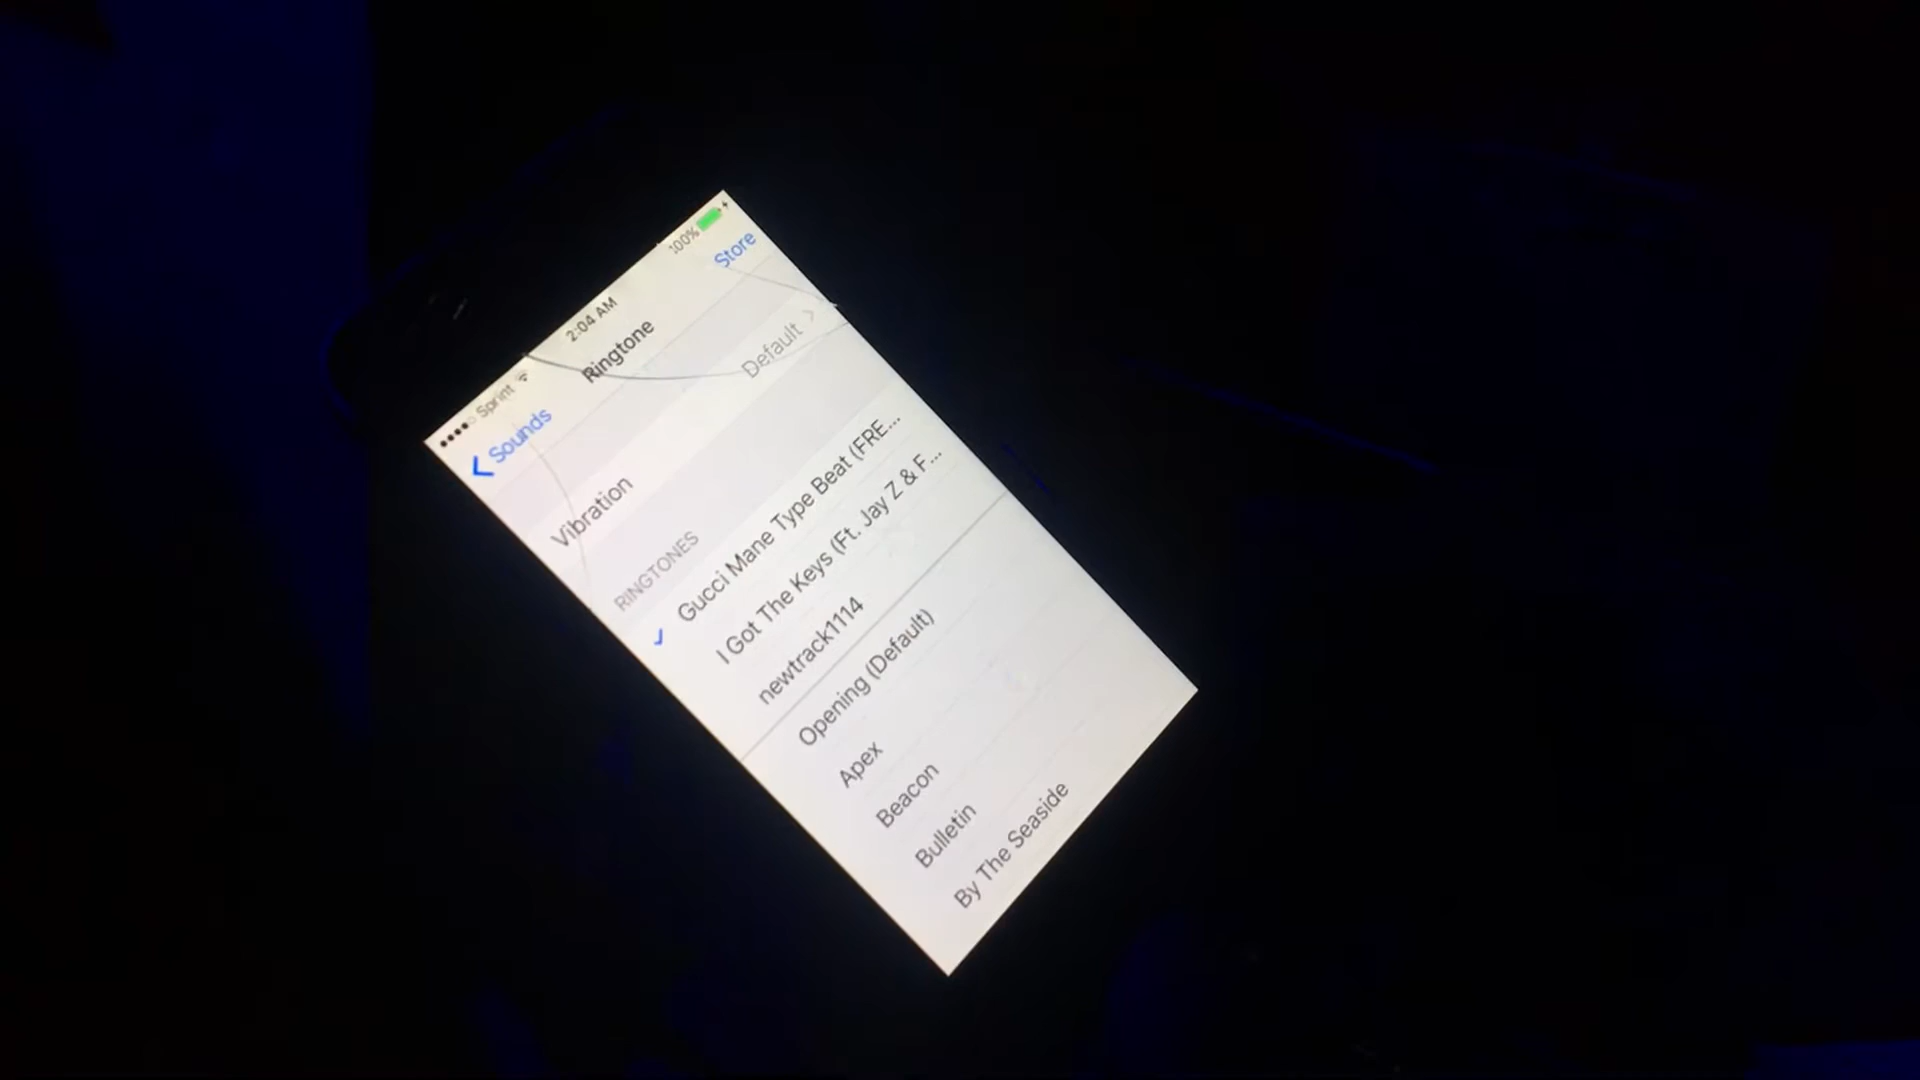 Sprint 2:04 AM 100%
Sounds Ringtone Store
Vibration Default
RINGTONES
Gucci Mane Type Beat (FRE...
I Got The Keys (Ft. Jay Z & F...
newtrack1114
Opening (Default)
Apex
Beacon
Bulletin
By The Seaside